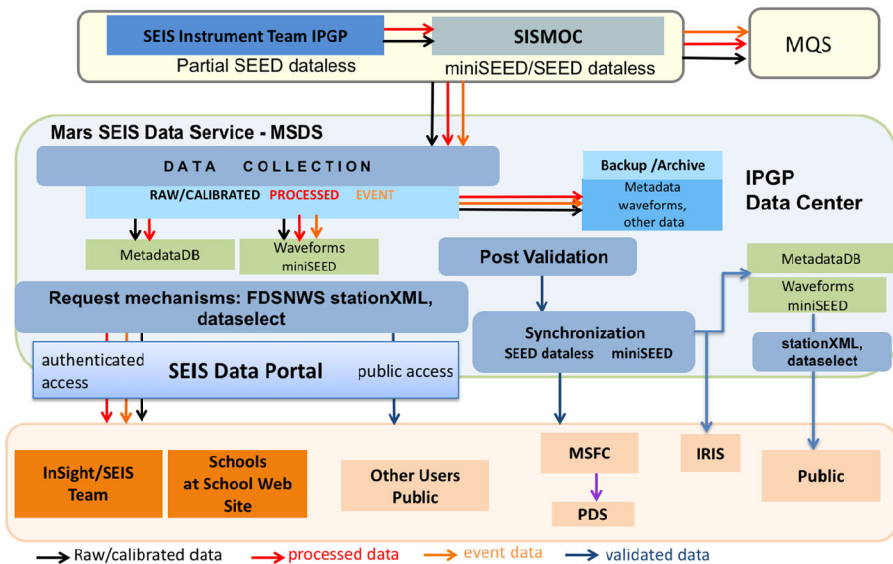 SEIS Instrument Team IPGP
SISMOC
MQS
Partial SEED dataless
miniSEED/SEED dataless
Mars SEIS Data Service - MSDS
DATA COLLECTION
RAW/CALIBRATED PROCESSED EVENT
Backup /Archive
Metadata
waveforms,
other data
IPGP
Data Center
MetadataDB
Waveforms
miniSEED
Post Validation
MetadataDB
Waveforms
miniSEED
Request mechanisms: FDSNWS stationXML,
dataselect
Synchronization
SEED dataless miniSEED
stationXML,
dataselect
authenticated
access
SEIS Data Portal
public access
InSight/SEIS
Team
Schools
at School Web
Site
Other Users
Public
MSFC
PDS
IRIS
Public
Raw/calibrated data
processed data
event data
validated data